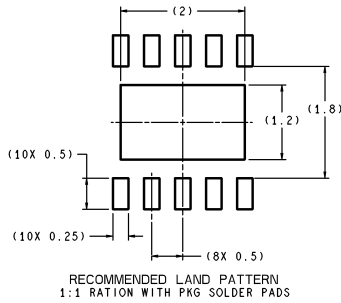 (2)
(1.8)
(1.2)
(10X 0.5)
(10X 0.25)
(8X 0.5)
RECOMMENDED LAND PATTERN
1:1 RATION WITH PKG SOLDER PADS